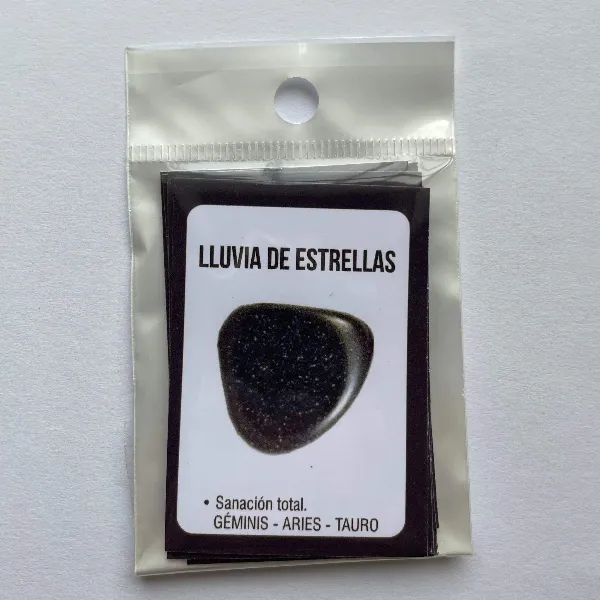 LLUVIA DE ESTRELLAS
• Sanación total.
GÉMINIS - ARIES - TAURO